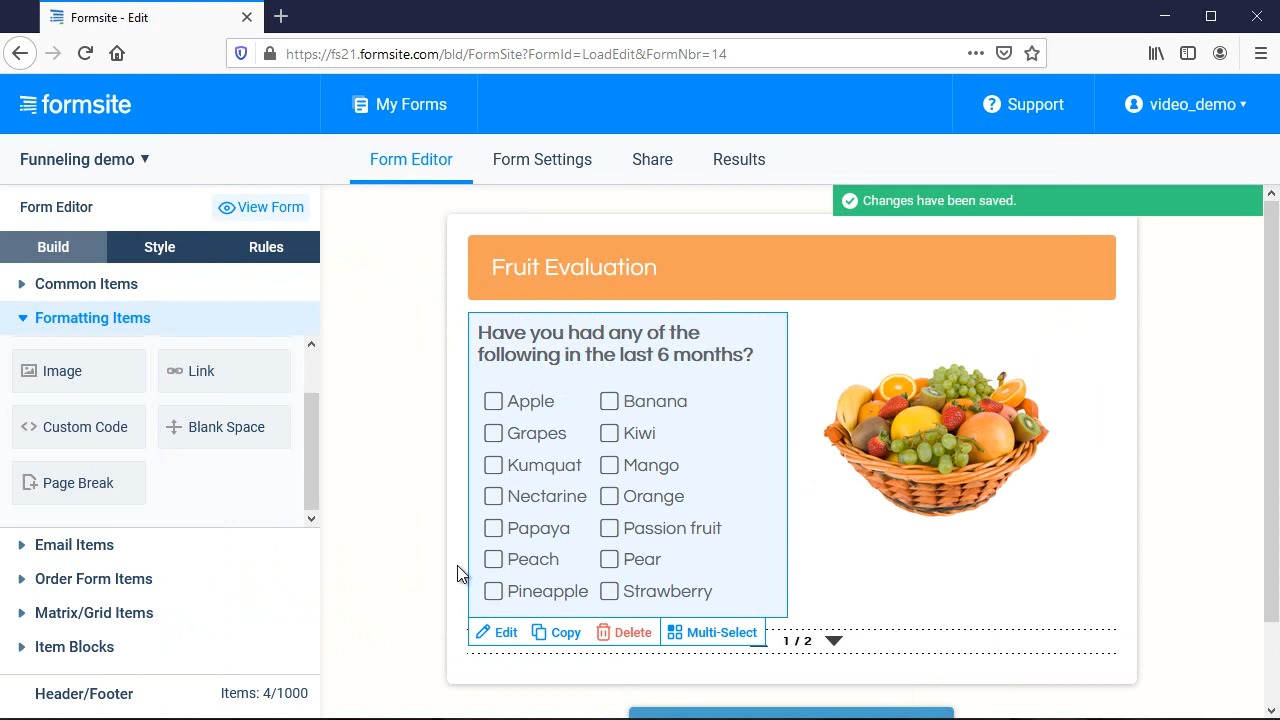 Formsite - Edit
https://fs21.formsite.com/bld/FormSite?FormId=LoadEdit&FormNbr=14
formsite
My Forms
Support
video_demo
Funneling demo
Form Editor
Form Settings
Share
Results
Form Editor
View Form
Changes have been saved.
Build
Style
Rules
Common Items
Formatting Items
Image
Link
Custom Code
Blank Space
Page Break
Email Items
Order Form Items
Matrix/Grid Items
Item Blocks
Header/Footer
Items: 4/1000
Fruit Evaluation
Have you had any of the
following in the last 6 months?
Apple
Banana
Grapes
Kiwi
Kumquat
Mango
Nectarine
Orange
Papaya
Passion fruit
Peach
Pear
Pineapple
Strawberry
Edit
Copy
Delete
Multi-Select
1 / 2